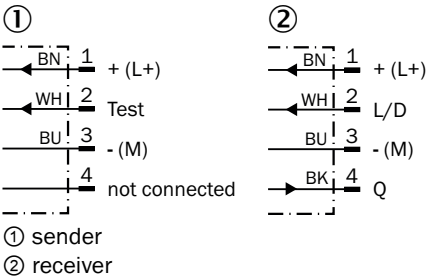 ① ②
BN 1 + (L+) BN 1 + (L+)
WH 2 Test WH 2 L/D
BU 3 - (M) BU 3 - (M)
4 not connected BK 4 Q
① sender
② receiver